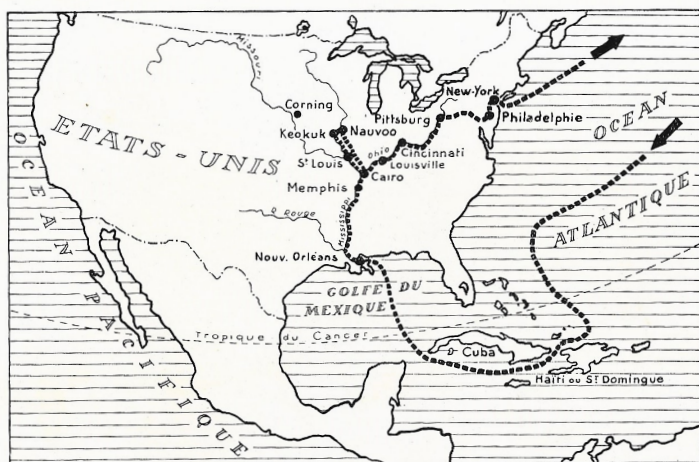 Missouri
New-York
Corning
Pittsburg
Philadelphie
OCEAN
Keokuk
Nauvoo
ETATS - UNIS
Ohio
Cincinnati
St Louis
Louisville
Cairo
Memphis
ATLANTIQUE
R. Rouge
Mississippi
Nouv. Orléans
GOLFE DU
MEXIQUE
OCEAN PACIFIQUE
Tropique du Cancer
Cuba
Haïti ou St Domingue